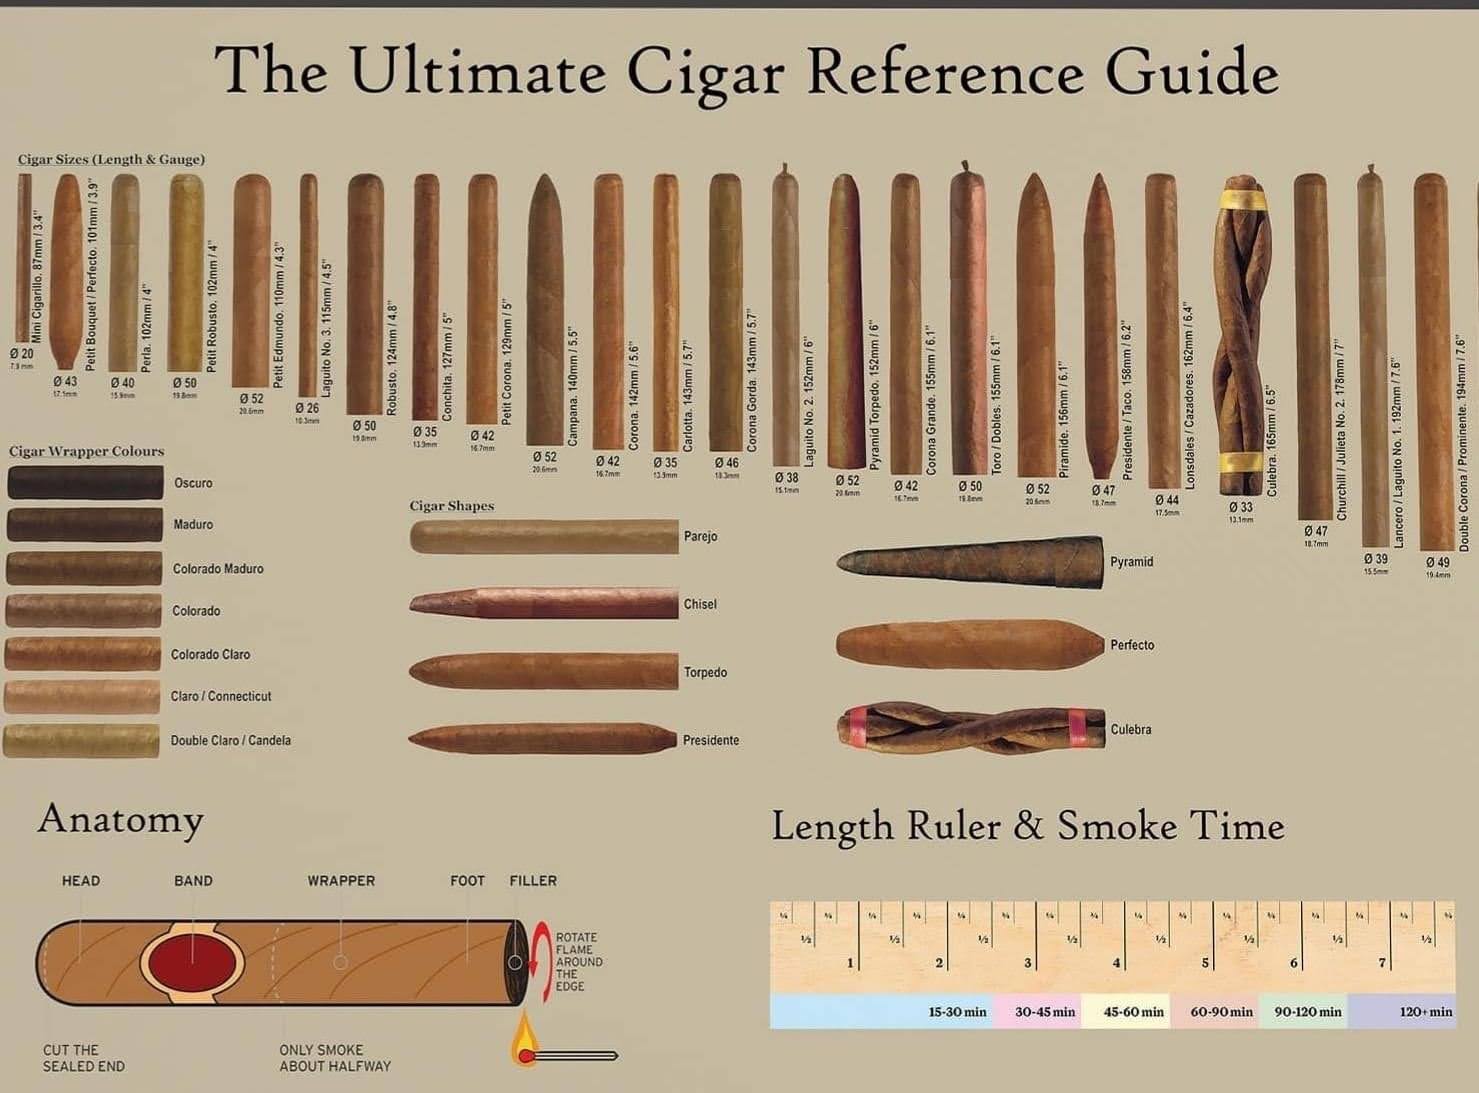 The Ultimate Cigar Reference Guide
Cigar Sizes (Length & Gauge)
Mini Cigarillo. 87mm / 3.4"
Ø 20
7.9 mm
Petit Bouquet / Perfecto. 101mm / 3.9"
Ø 43
17.1mm
Perla. 102mm / 4"
Ø 40
15.9mm
Petit Robusto. 102mm / 4"
Ø 50
19.8mm
Petit Edmundo. 110mm / 4.3"
Ø 52
20.6mm
Laguito No. 3. 115mm / 4.5"
Ø 26
10.3mm
Robusto. 124mm / 4.8"
Ø 50
19.8mm
Conchita. 127mm / 5"
Ø 35
13.9mm
Petit Corona. 129mm / 5"
Ø 42
16.7mm
Campana. 140mm / 5.5"
Ø 52
20.6mm
Corona. 142mm / 5.6"
Ø 42
16.7mm
Carlotta. 143mm / 5.7"
Ø 35
13.9mm
Corona Gorda. 143mm / 5.7"
Ø 46
18.3mm
Laguito No. 2. 152mm / 6"
Ø 38
15.1mm
Pyramid Torpedo. 152mm / 6"
Ø 52
20.6mm
Corona Grande. 155mm / 6.1"
Ø 42
16.7mm
Toro / Dobles. 155mm / 6.1"
Ø 50
19.8mm
Piramide. 156mm / 6.1"
Ø 52
20.6mm
Presidente / Taco. 158mm / 6.2"
Ø 47
18.7mm
Lonsdales / Cazadores. 162mm / 6.4"
Ø 44
17.5mm
Culebra. 165mm / 6.5"
Ø 33
13.1mm
Churchill / Julieta No. 2. 178mm / 7"
Ø 47
18.7mm
Lancero / Laguito No. 1. 192mm / 7.6"
Ø 39
15.5mm
Double Corona / Prominente. 194mm / 7.6"
Ø 49
19.4mm
Cigar Wrapper Colours
Oscuro
Maduro
Colorado Maduro
Colorado
Colorado Claro
Claro / Connecticut
Double Claro / Candela
Cigar Shapes
Parejo
Chisel
Torpedo
Presidente
Pyramid
Perfecto
Culebra
Anatomy
HEAD BAND WRAPPER FOOT FILLER
ROTATE
FLAME
AROUND
THE
EDGE
CUT THE
SEALED END
ONLY SMOKE
ABOUT HALFWAY
Length Ruler & Smoke Time
¼ ¾ ¼ ¾ ¼ ¾ ¼ ¾ ¼ ¾ ¼ ¾ ¼ ¾ ¼ ¾
½ ½ ½ ½ ½ ½ ½ ½
1 2 3 4 5 6 7
15-30 min 30-45 min 45-60 min 60-90 min 90-120 min 120+ min